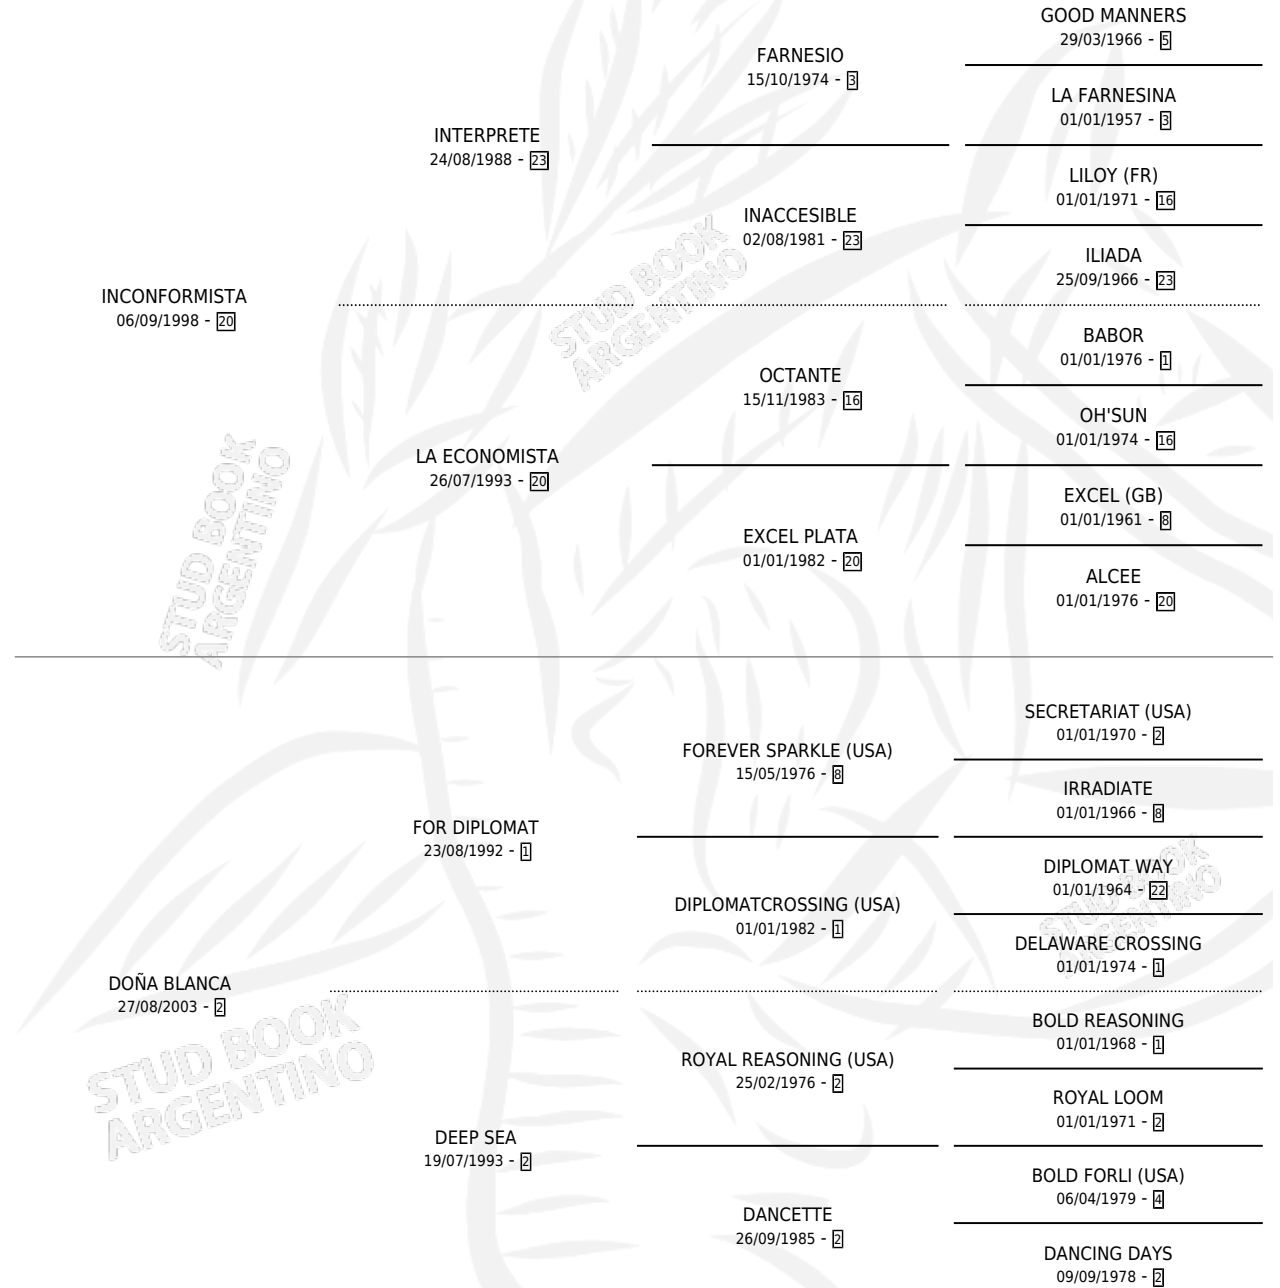 GOOD MANNERS
29/03/1966 - 5
FARNESIO
15/10/1974 - 3
LA FARNESINA
01/01/1957 - 3
INTERPRETE
24/08/1988 - 23
LILOY (FR)
01/01/1971 - 16
INACCESIBLE
02/08/1981 - 23
ILIADA
25/09/1966 - 23
INCONFORMISTA
06/09/1998 - 20
BABOR
01/01/1976 - 1
OCTANTE
15/11/1983 - 16
OH'SUN
01/01/1974 - 16
LA ECONOMISTA
26/07/1993 - 20
EXCEL (GB)
01/01/1961 - 8
EXCEL PLATA
01/01/1982 - 20
ALCEE
01/01/1976 - 20
SECRETARIAT (USA)
01/01/1970 - 2
FOREVER SPARKLE (USA)
15/05/1976 - 8
IRRADIATE
01/01/1966 - 8
FOR DIPLOMAT
23/08/1992 - 1
DIPLOMAT WAY
01/01/1964 - 22
DIPLOMATCROSSING (USA)
01/01/1982 - 1
DELAWARE CROSSING
01/01/1974 - 1
DOÑA BLANCA
27/08/2003 - 2
BOLD REASONING
01/01/1968 - 1
ROYAL REASONING (USA)
25/02/1976 - 2
ROYAL LOOM
01/01/1971 - 2
DEEP SEA
19/07/1993 - 2
BOLD FORLI (USA)
06/04/1979 - 4
DANCETTE
26/09/1985 - 2
DANCING DAYS
09/09/1978 - 2
STUD BOOK
ARGENTINO
STUD BOOK
ARGENTINO
STUD BOOK
ARGENTINO
STUD BOOK
ARGENTINO